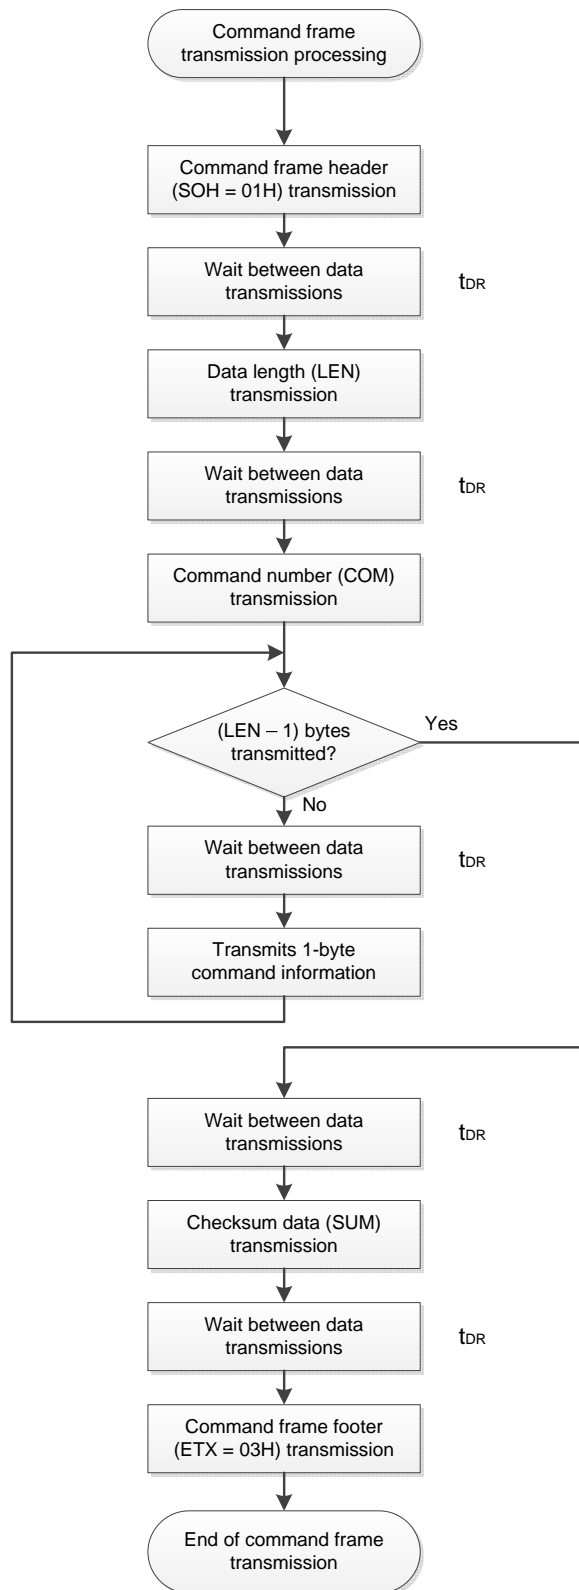 Command frame
transmission processing
Command frame header
(SOH = 01H) transmission
Wait between data
transmissions
tDR
Data length (LEN)
transmission
Wait between data
transmissions
tDR
Command number (COM)
transmission
(LEN – 1) bytes
transmitted?
Yes
No
Wait between data
transmissions
tDR
Transmits 1-byte
command information
Wait between data
transmissions
tDR
Checksum data (SUM)
transmission
Wait between data
transmissions
tDR
Command frame footer
(ETX = 03H) transmission
End of command frame
transmission